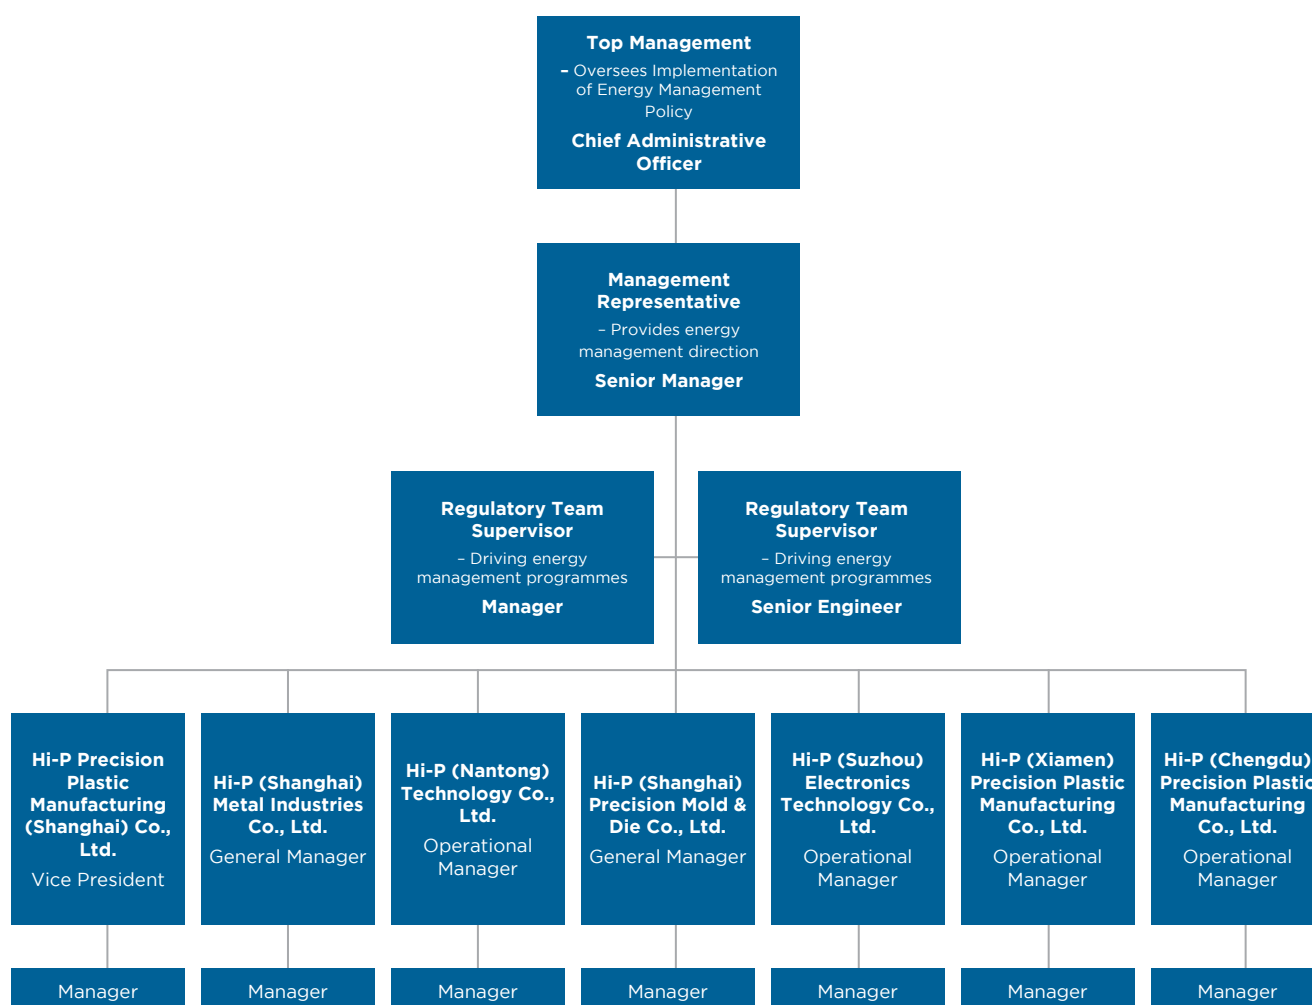 Top Management
– Oversees Implementation
of Energy Management
Policy
Chief Administrative
Officer
Management
Representative
– Provides energy
management direction
Senior Manager
Regulatory Team
Supervisor
– Driving energy
management programmes
Manager
Regulatory Team
Supervisor
– Driving energy
management programmes
Senior Engineer
Hi-P Precision
Plastic
Manufacturing
(Shanghai) Co.,
Ltd.
Vice President
Hi-P (Shanghai)
Metal Industries
Co., Ltd.
General Manager
Hi-P (Nantong)
Technology Co.,
Ltd.
Operational
Manager
Hi-P (Shanghai)
Precision Mold &
Die Co., Ltd.
General Manager
Hi-P (Suzhou)
Electronics
Technology Co.,
Ltd.
Operational
Manager
Hi-P (Xiamen)
Precision Plastic
Manufacturing
Co., Ltd.
Operational
Manager
Hi-P (Chengdu)
Precision Plastic
Manufacturing
Co., Ltd.
Operational
Manager
Manager
Manager
Manager
Manager
Manager
Manager
Manager